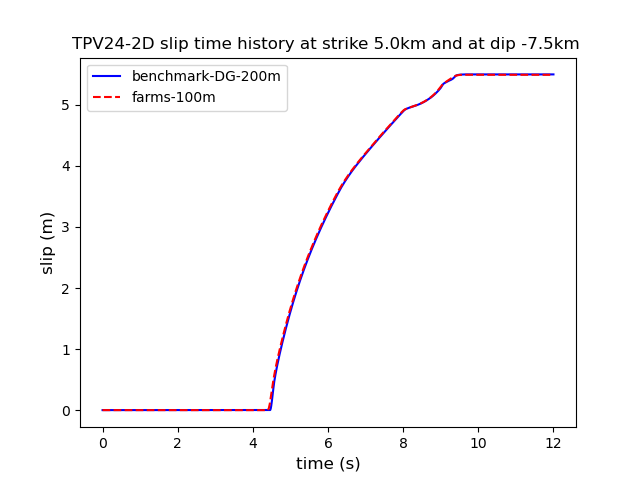 TPV24-2D slip time history at strike 5.0km and at dip -7.5km
benchmark-DG-200m
farms-100m
5
4
3
2
1
0
slip (m)
0 2 4 6 8 10 12
time (s)